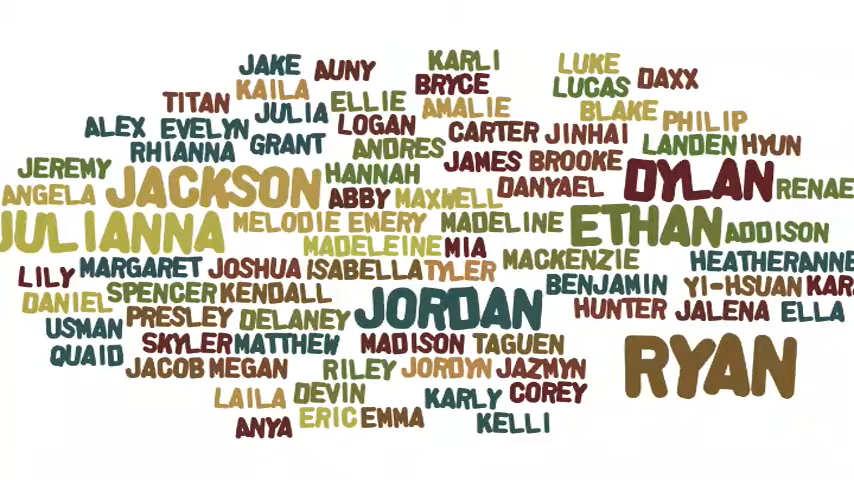 JAKE AUNY KARLI LUKE
KAILA BRYCE LUCAS DAXX
TITAN JULIA ELLIE AMALIE BLAKE PHILIP
ALEX EVELYN GRANT LOGAN CARTER JINHAI LANDEN HYUN
RHIANNA ANDRES JAMES BROOKE
JEREMY HANNAH DANYAEL DYLAN RENAE
ANGELA JACKSON ABBY MAXWELL
JULIANNA MELODIE EMERY MADELINE ETHAN ADDISON
MADELEINE MIA MACKENZIE HEATHERANNE
LILY MARGARET JOSHUA ISABELLA TYLER BENJAMIN YI-HSUAN
DANIEL SPENCER KENDALL JORDAN HUNTER JALENA ELLA
USMAN PRESLEY DELANEY
QUAID SKYLER MATTHEW MADISON TAGUEN RYAN
JACOB MEGAN RILEY JORDYN JAZMYN
LAILA DEVIN KARLY COREY
ANYA ERIC EMMA KELLI